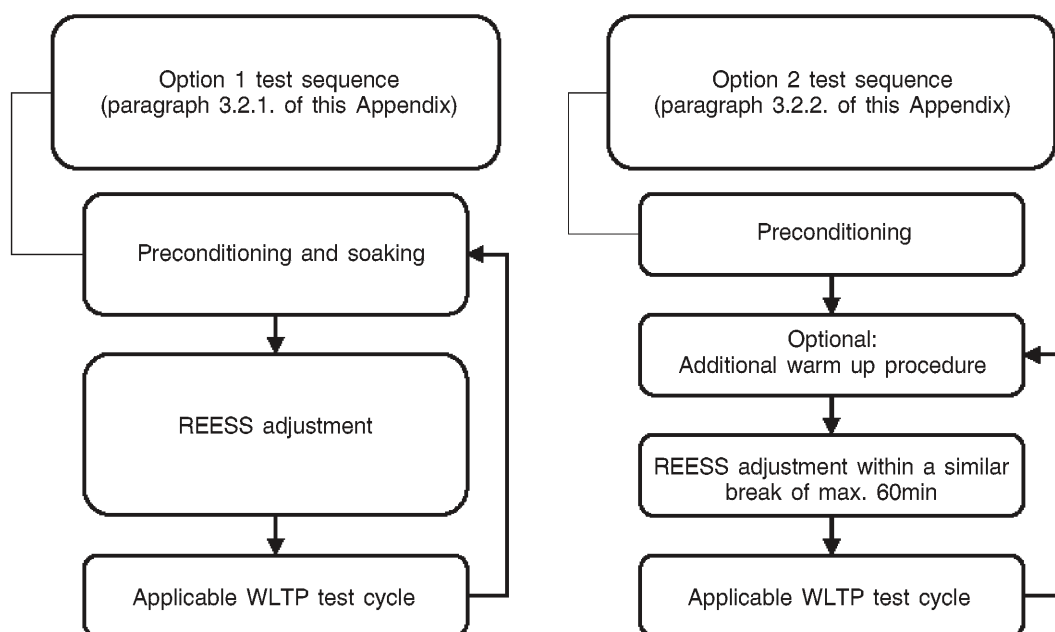 Option 1 test sequence
(paragraph 3.2.1. of this Appendix)
Preconditioning and soaking
REESS adjustment
Applicable WLTP test cycle
Option 2 test sequence
(paragraph 3.2.2. of this Appendix)
Preconditioning
Optional:
Additional warm up procedure
REESS adjustment within a similar
break of max. 60min
Applicable WLTP test cycle